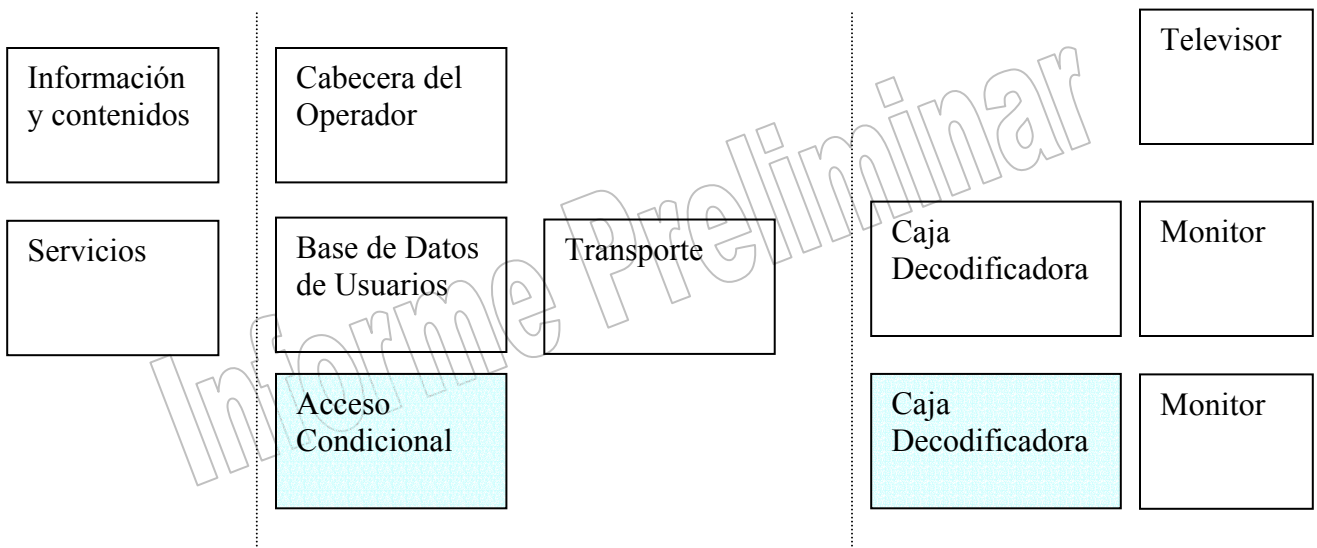 Información
y contenidos
Servicios
Cabecera del
Operador
Base de Datos
de Usuarios
Acceso
Condicional
Transporte
Caja
Decodificadora
Caja
Decodificadora
Televisor
Monitor
Monitor
Informe Preliminar